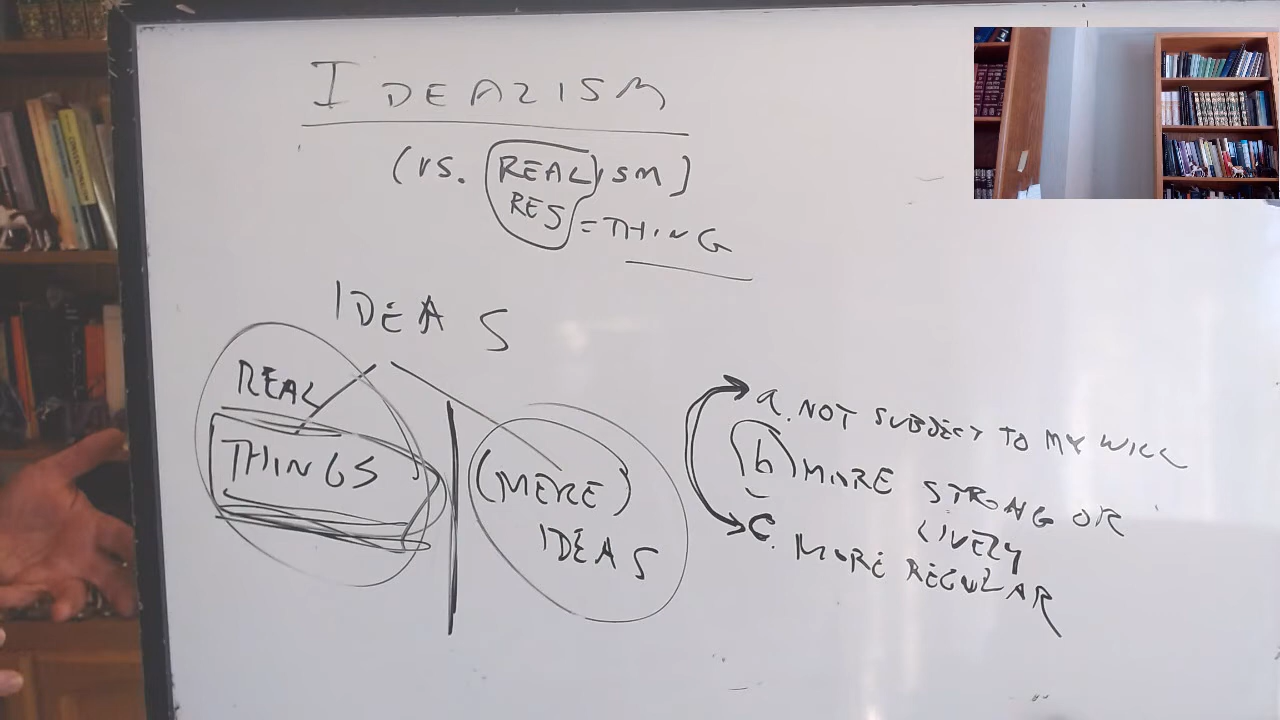 IDEALISM
(VS. REALISM)
RES = THING
IDEAS
REAL
THINGS
(MERE)
IDEAS
a. NOT SUBJECT TO MY WILL
(b) MORE STRONG OR
LIVELY
c. MORE REGULAR